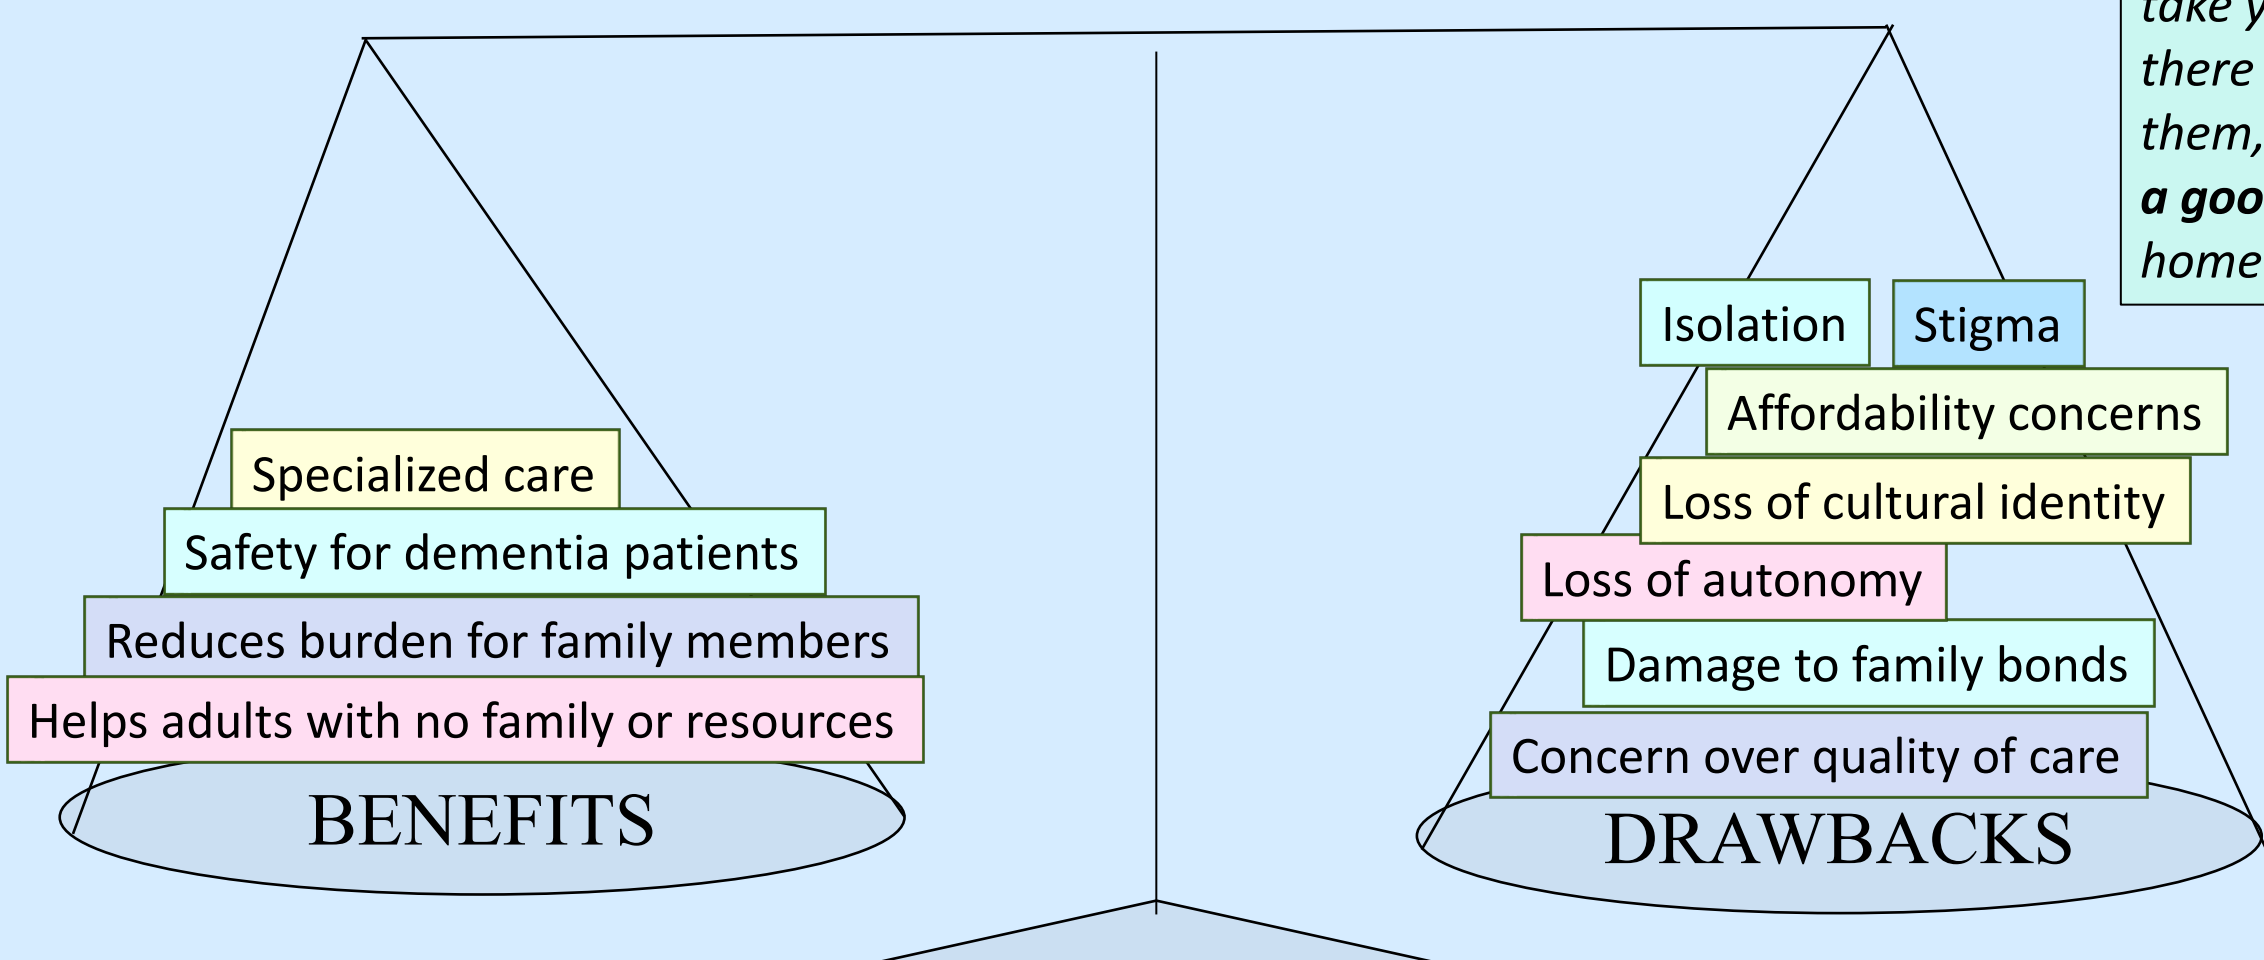 take
there
them,
a
home
Isolation
Stigma
Affordability concerns
Specialized care
Loss of cultural identity
Safety for dementia patients
Loss of autonomy
Reduces burden for family members
Damage to family bonds
Helps adults with no family or resources
Concern over quality of care
BENEFITS
DRAWBACKS